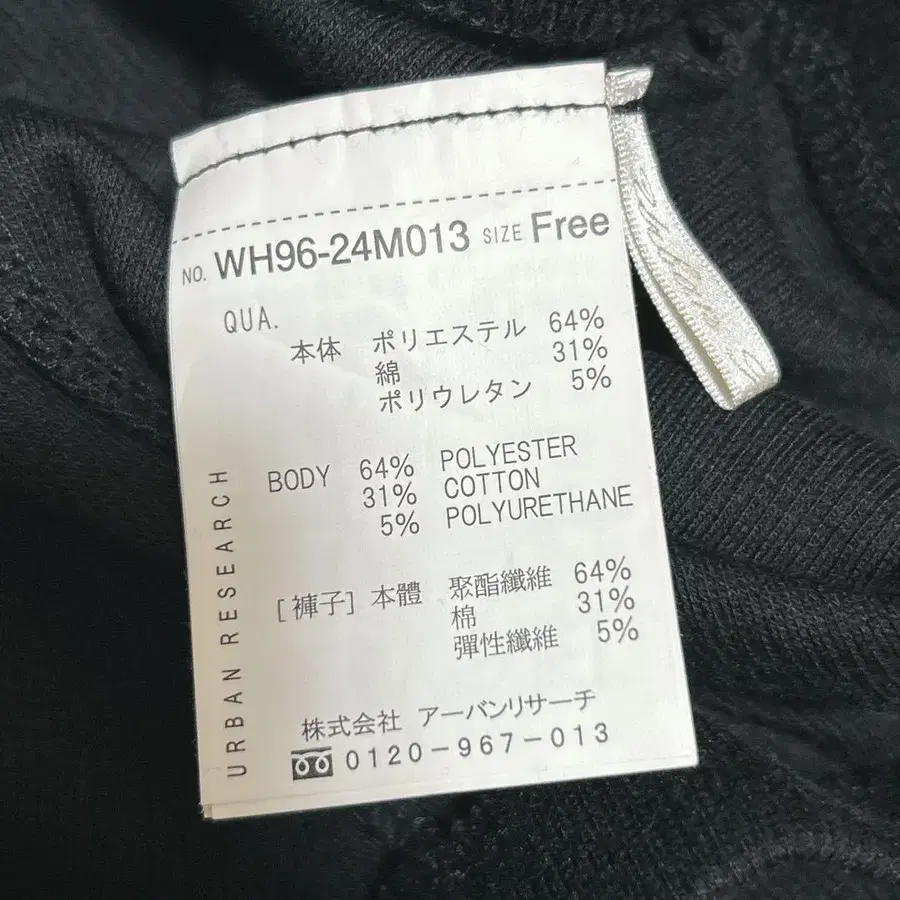 NO. WH96-24M013 SIZE Free
QUA.
本体 ポリエステル 64%
綿 31%
ポリウレタン 5%
BODY 64% POLYESTER
31% COTTON
5% POLYURETHANE
[褲子] 本體 聚酯纖維 64%
棉 31%
彈性纖維 5%
株式会社 アーバンリサーチ
0120-967-013
URBAN RESEARCH